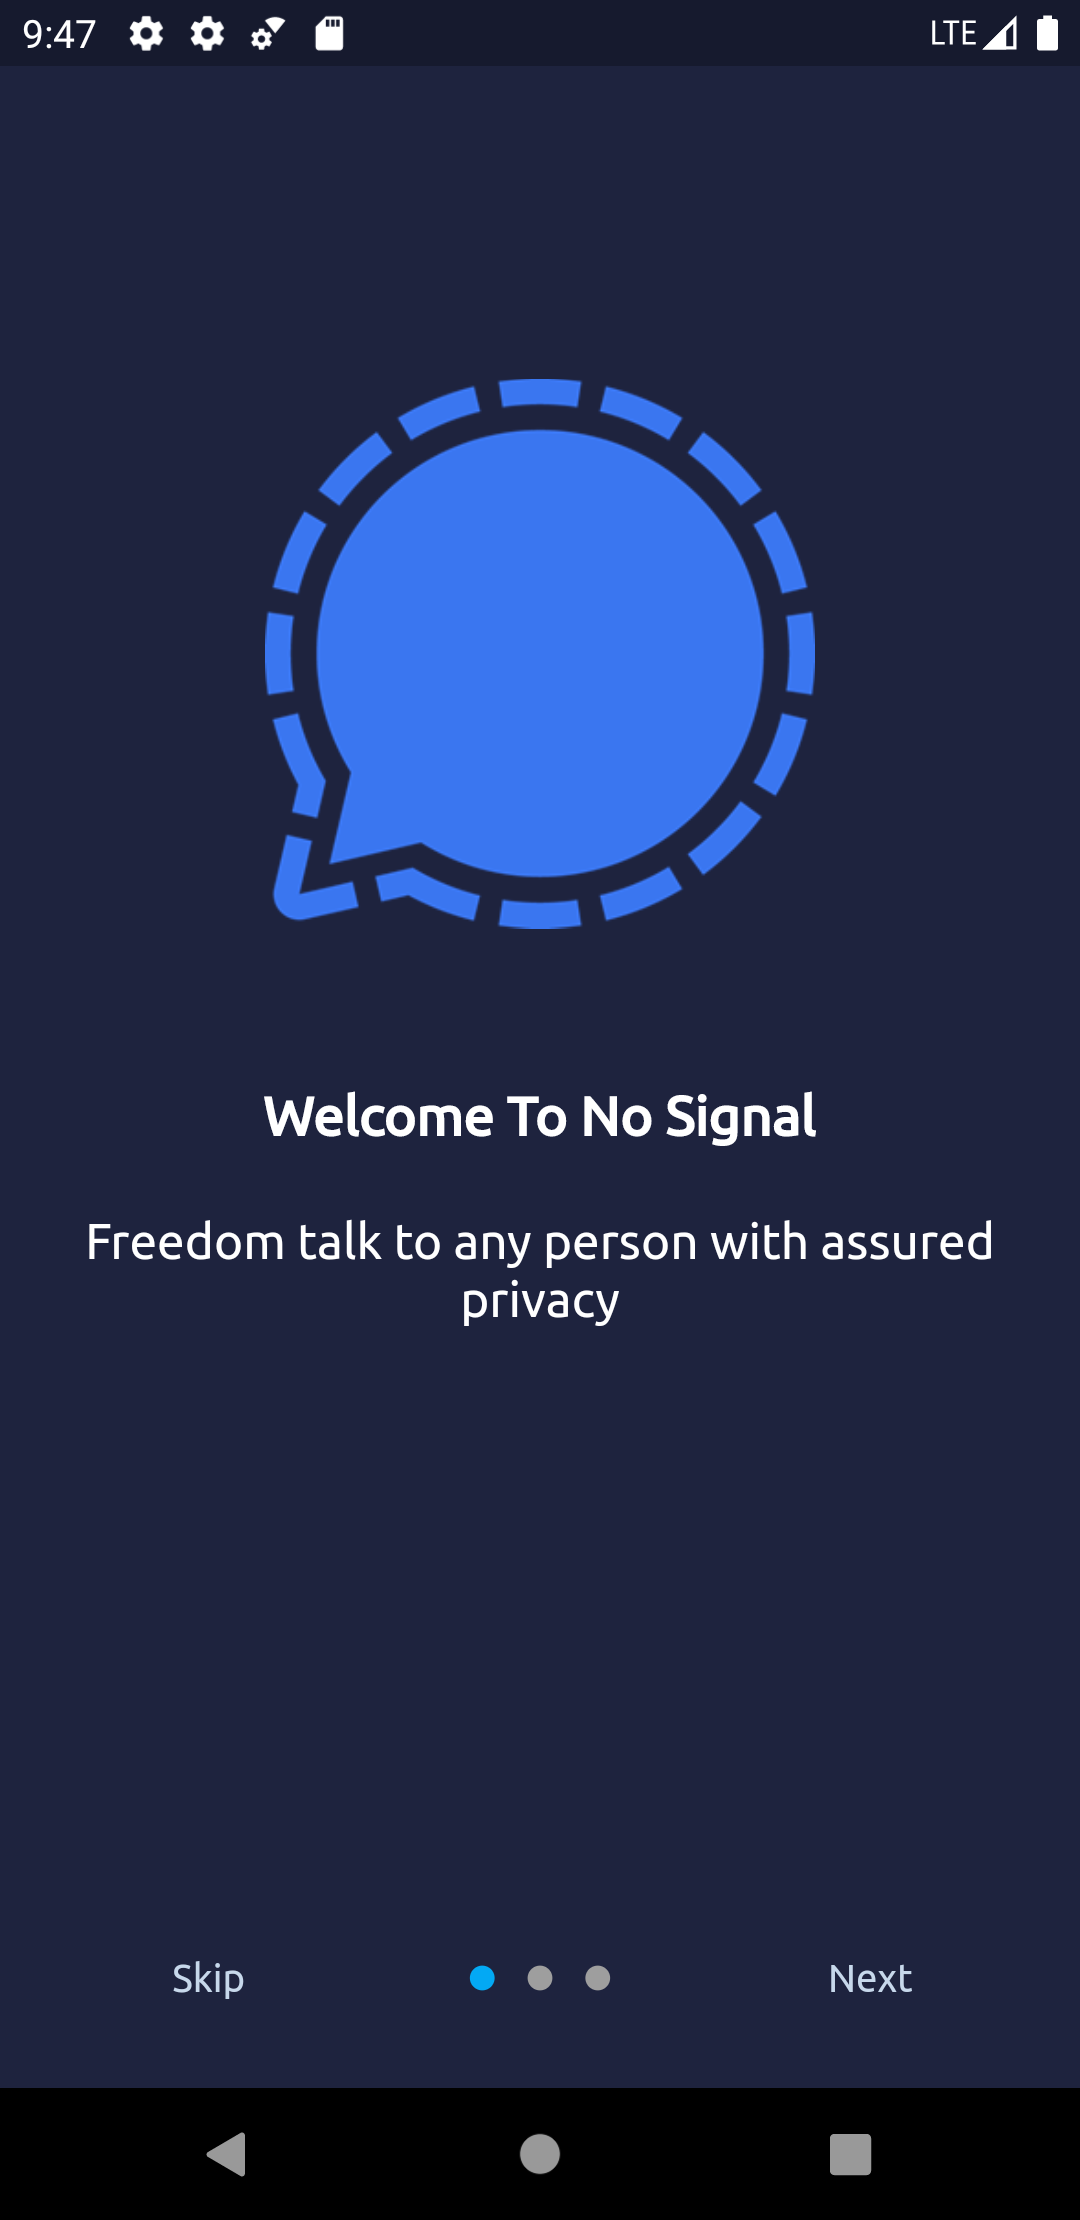 9:47 LTE
Welcome To No Signal
Freedom talk to any person with assured
privacy
Skip Next